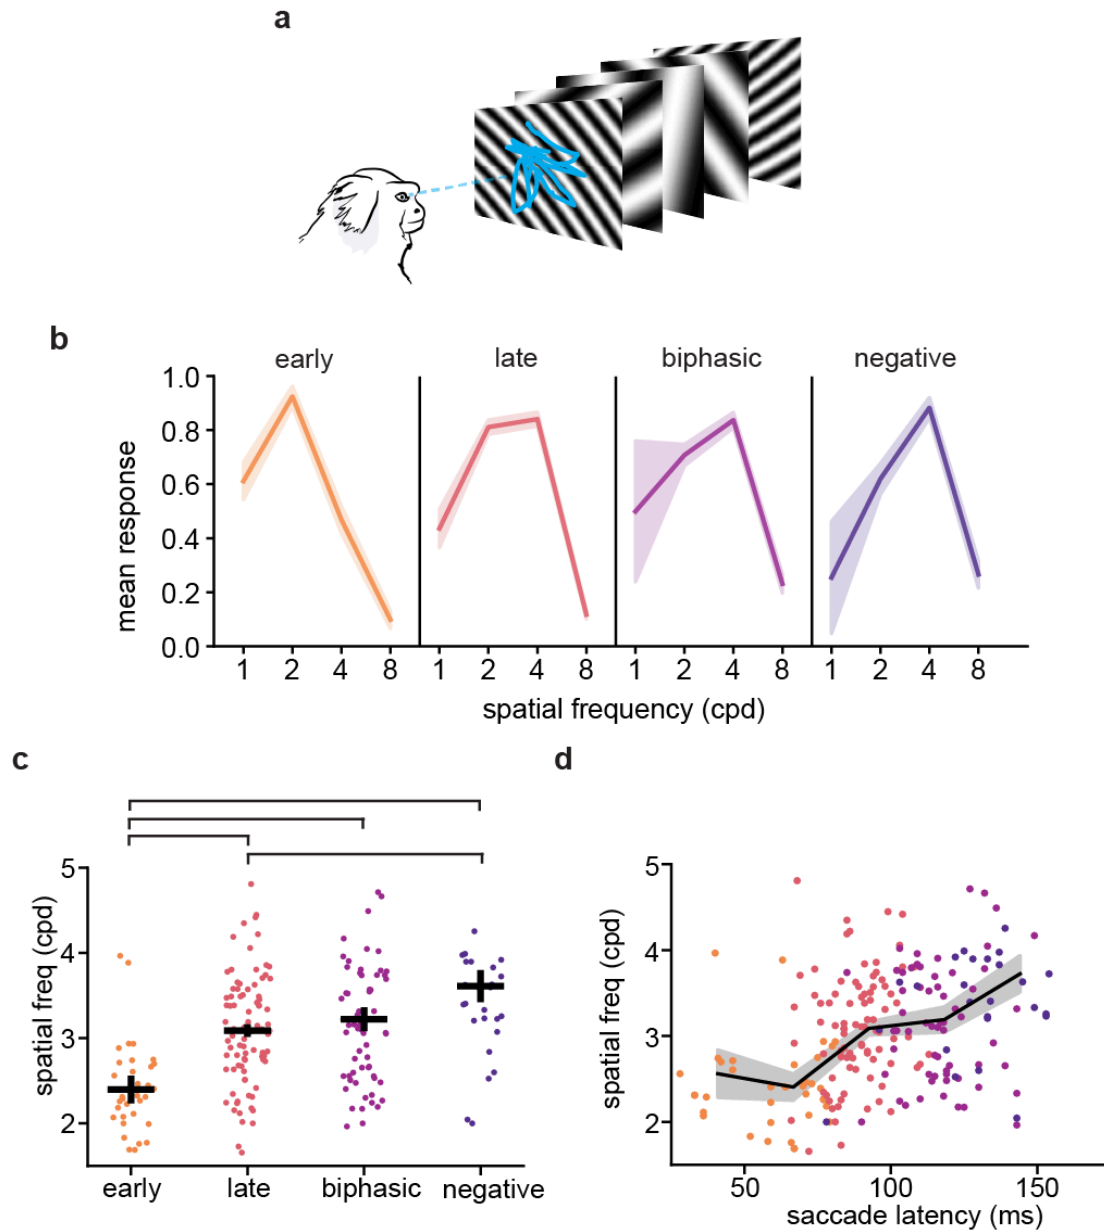 a
b
early late biphasic negative
1.0
0.8
0.6
0.4
0.2
0.0
mean response
1 2 4 8 1 2 4 8 1 2 4 8 1 2 4 8
spatial frequency (cpd)
c
5
4
3
2
spatial freq (cpd)
early late biphasic negative
d
5
4
3
2
spatial freq (cpd)
50 100 150
saccade latency (ms)